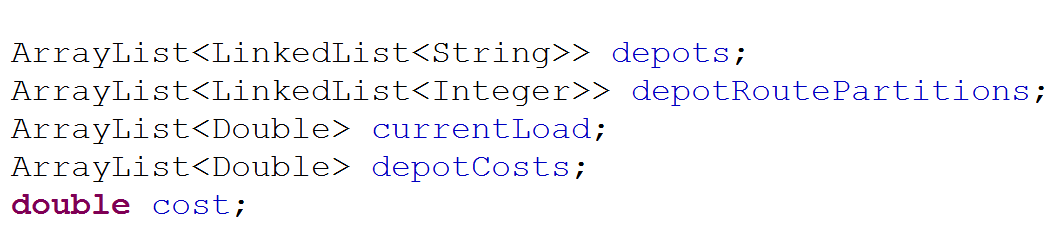 ArrayList<LinkedList<String>> depots;
ArrayList<LinkedList<Integer>> depotRoutePartitions;
ArrayList<Double> currentLoad;
ArrayList<Double> depotCosts;
double cost;